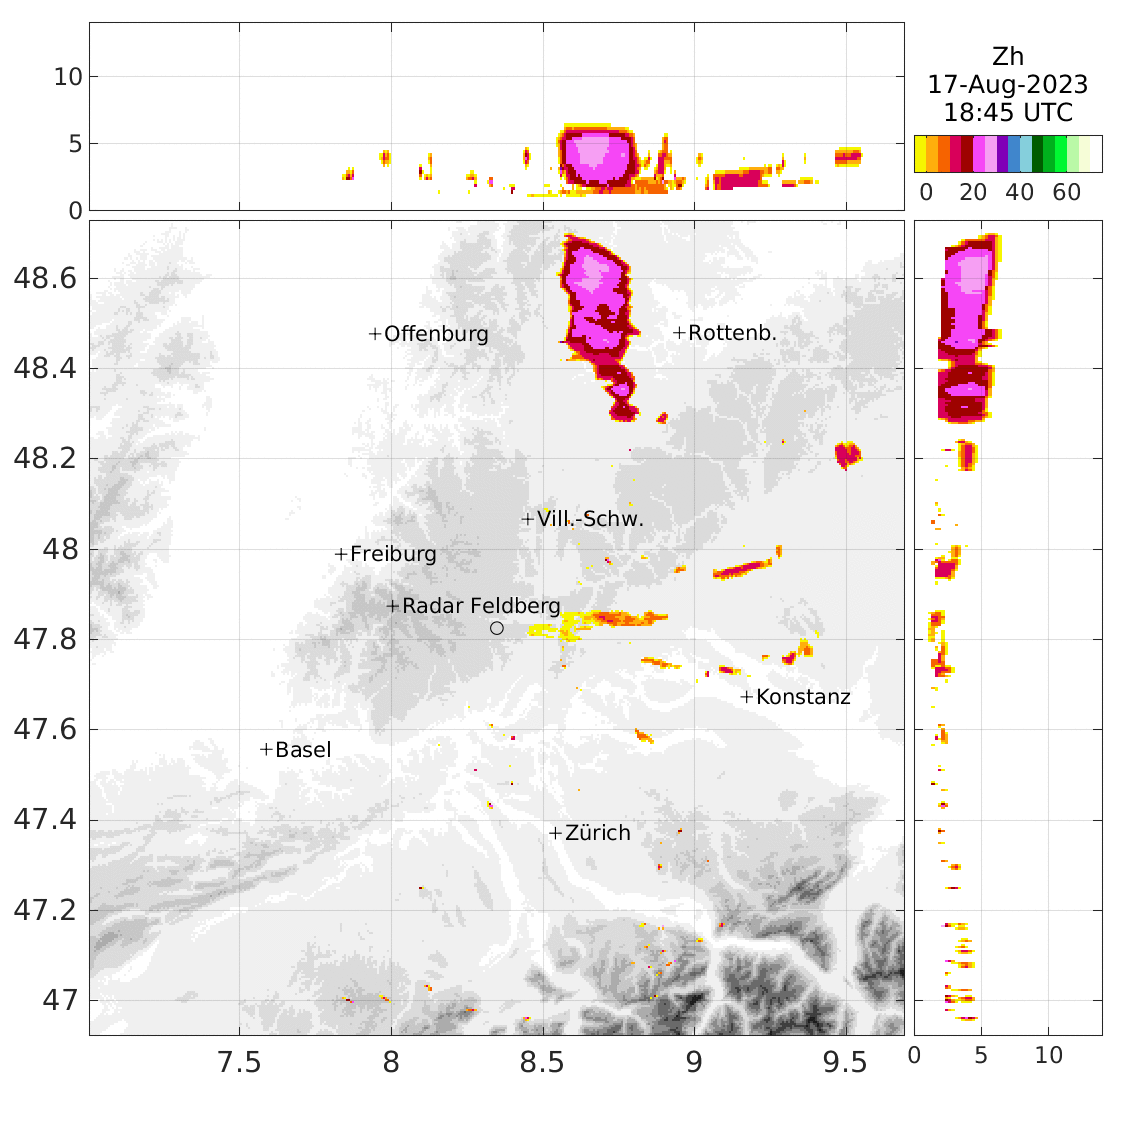 10
5
0
Zh
17-Aug-2023
18:45 UTC
0 20 40 60
48.6
48.4
48.2
48
47.8
47.6
47.4
47.2
47
+Offenburg
+Rottenb.
+Vill.-Schw.
+Freiburg
+Radar Feldberg
+Konstanz
+Basel
+Zürich
7.5 8 8.5 9 9.5
0 5 10